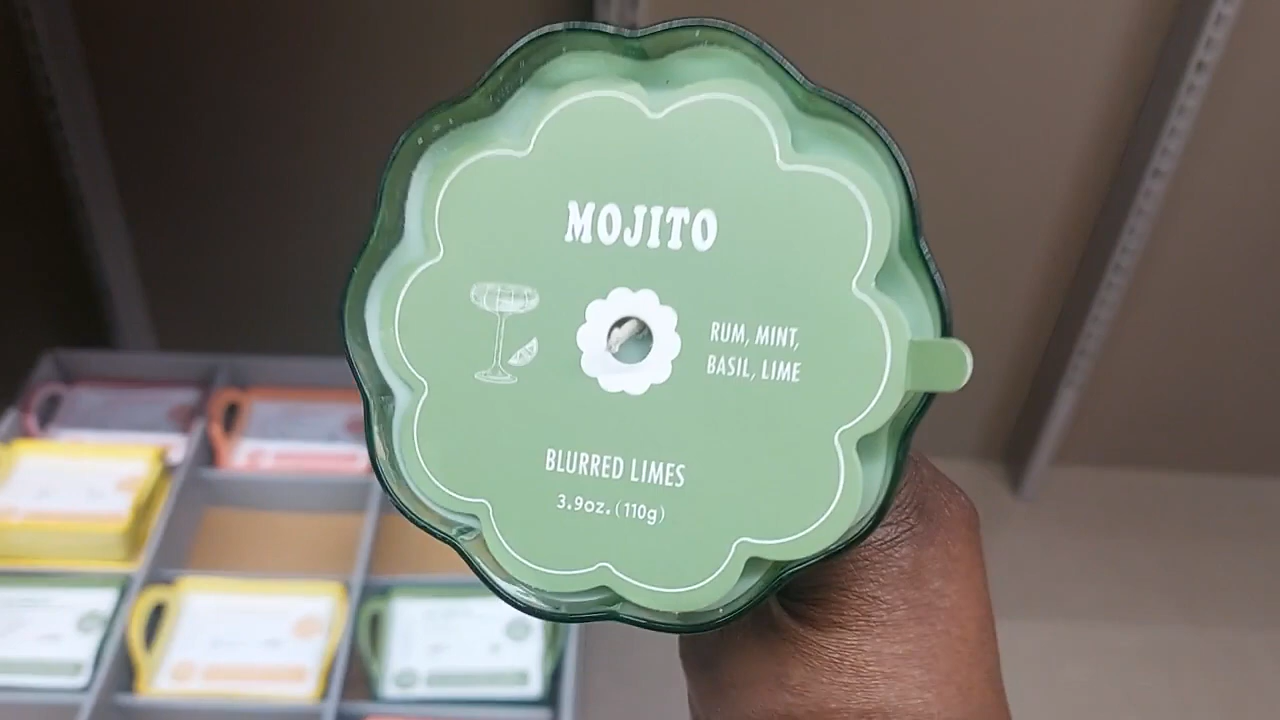 MOJITO
RUM, MINT,
BASIL, LIME
BLURRED LIMES
3.9oz. (110g)